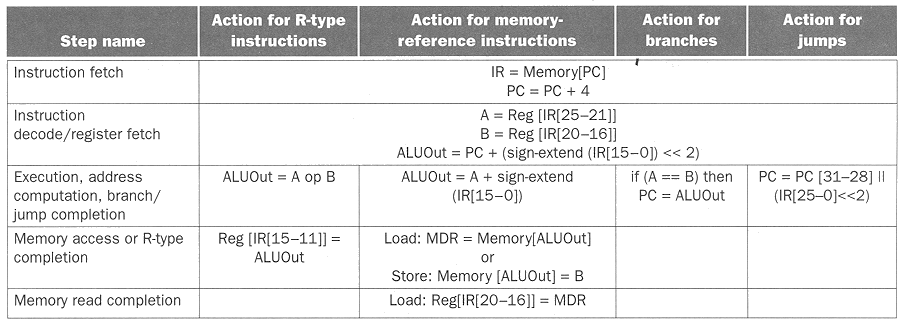 Step name
Action for R-type
instructions
Action for memory-
reference instructions
Action for
branches
Action for
jumps
Instruction fetch
IR = Memory[PC]
PC = PC + 4
Instruction
decode/register fetch
A = Reg [IR[25–21]]
B = Reg [IR[20–16]]
ALUOut = PC + (sign-extend (IR[15–0]) << 2)
Execution, address
computation, branch/
jump completion
ALUOut = A op B
ALUOut = A + sign-extend
(IR[15–0])
if (A == B) then
PC = ALUOut
PC = PC [31–28] II
(IR[25–0]<<2)
Memory access or R-type
completion
Reg [IR[15–11]] =
ALUOut
Load: MDR = Memory[ALUOut]
or
Store: Memory [ALUOut] = B
Memory read completion
Load: Reg[IR[20–16]] = MDR